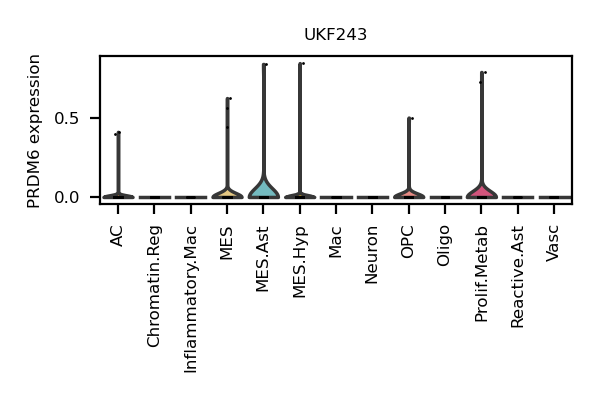 UKF243
PRDM6 expression
0.5
0.0
AC
Chromatin.Reg
Inflammatory.Mac
MES
MES.Ast
MES.Hyp
Mac
Neuron
OPC
Oligo
Prolif.Metab
Reactive.Ast
Vasc